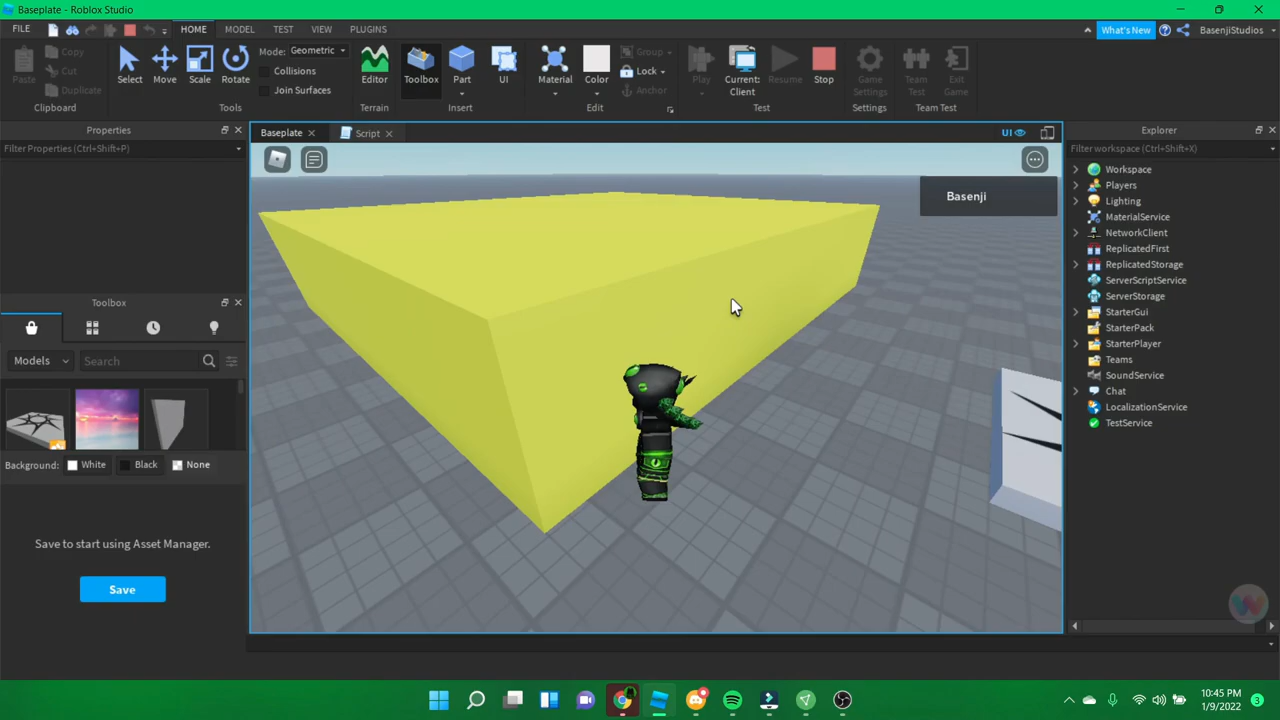 Baseplate - Roblox Studio
FILE HOME MODEL TEST VIEW PLUGINS What's New BasenjiStudios
Paste Copy Cut Duplicate
Clipboard
Select Move Scale Rotate
Mode: Geometric
Collisions
Join Surfaces
Tools
Editor
Terrain
Toolbox Part UI
Insert
Material Color Group Lock Anchor
Edit
Play Current: Client Resume Stop
Test
Game Settings
Settings
Team Test Exit Game
Team Test
Properties
Filter Properties (Ctrl+Shift+P)
Toolbox
Models Search
Background: White Black None
Save to start using Asset Manager.
Save
Baseplate Script UI
Basenji
Explorer
Filter workspace (Ctrl+Shift+X)
Workspace
Players
Lighting
MaterialService
NetworkClient
ReplicatedFirst
ReplicatedStorage
ServerScriptService
ServerStorage
StarterGui
StarterPack
StarterPlayer
Teams
SoundService
Chat
LocalizationService
TestService
10:45 PM
1/9/2022
3